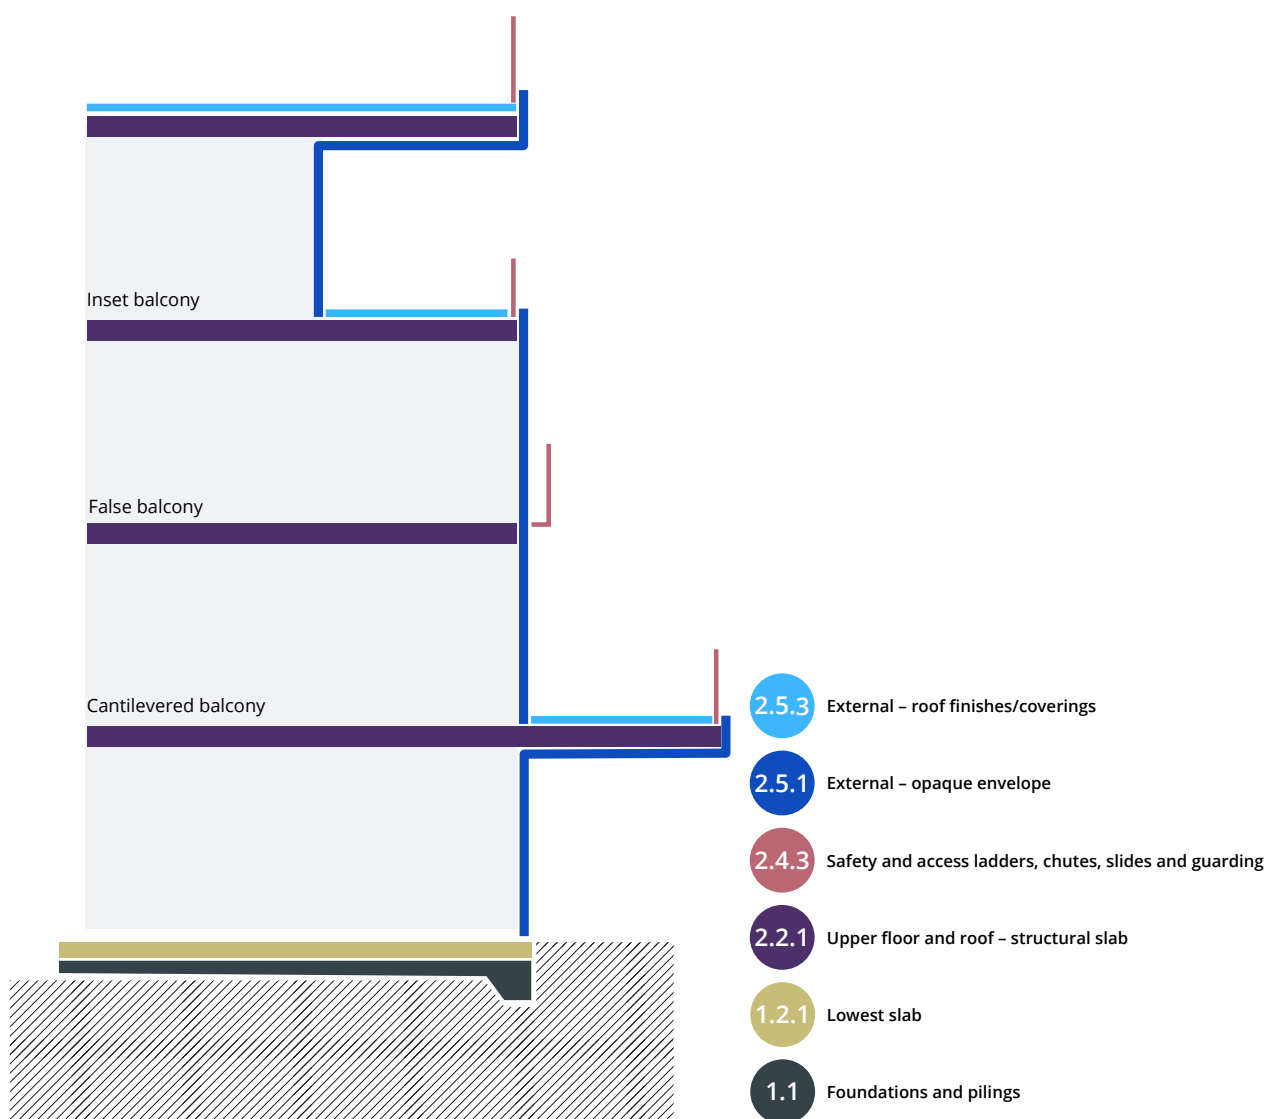 Inset balcony
False balcony
Cantilevered balcony
2.5.3 External – roof finishes/coverings
2.5.1 External – opaque envelope
2.4.3 Safety and access ladders, chutes, slides and guarding
2.2.1 Upper floor and roof – structural slab
1.2.1 Lowest slab
1.1 Foundations and pilings